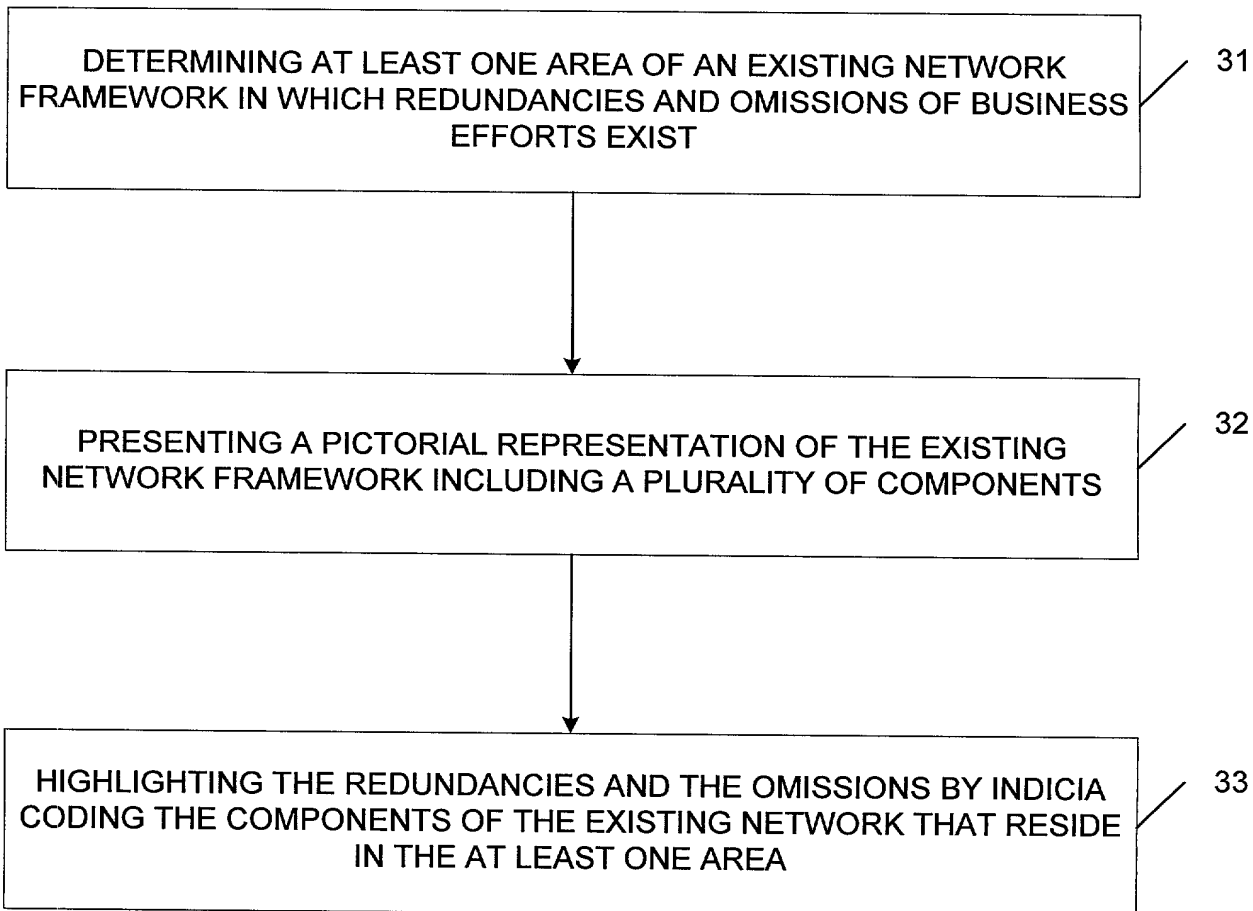 DETERMINING AT LEAST ONE AREA OF AN EXISTING NETWORK
FRAMEWORK IN WHICH REDUNDANCIES AND OMISSIONS OF BUSINESS
EFFORTS EXIST
31
PRESENTING A PICTORIAL REPRESENTATION OF THE EXISTING
NETWORK FRAMEWORK INCLUDING A PLURALITY OF COMPONENTS
32
HIGHLIGHTING THE REDUNDANCIES AND THE OMISSIONS BY INDICIA
CODING THE COMPONENTS OF THE EXISTING NETWORK THAT RESIDE
IN THE AT LEAST ONE AREA
33